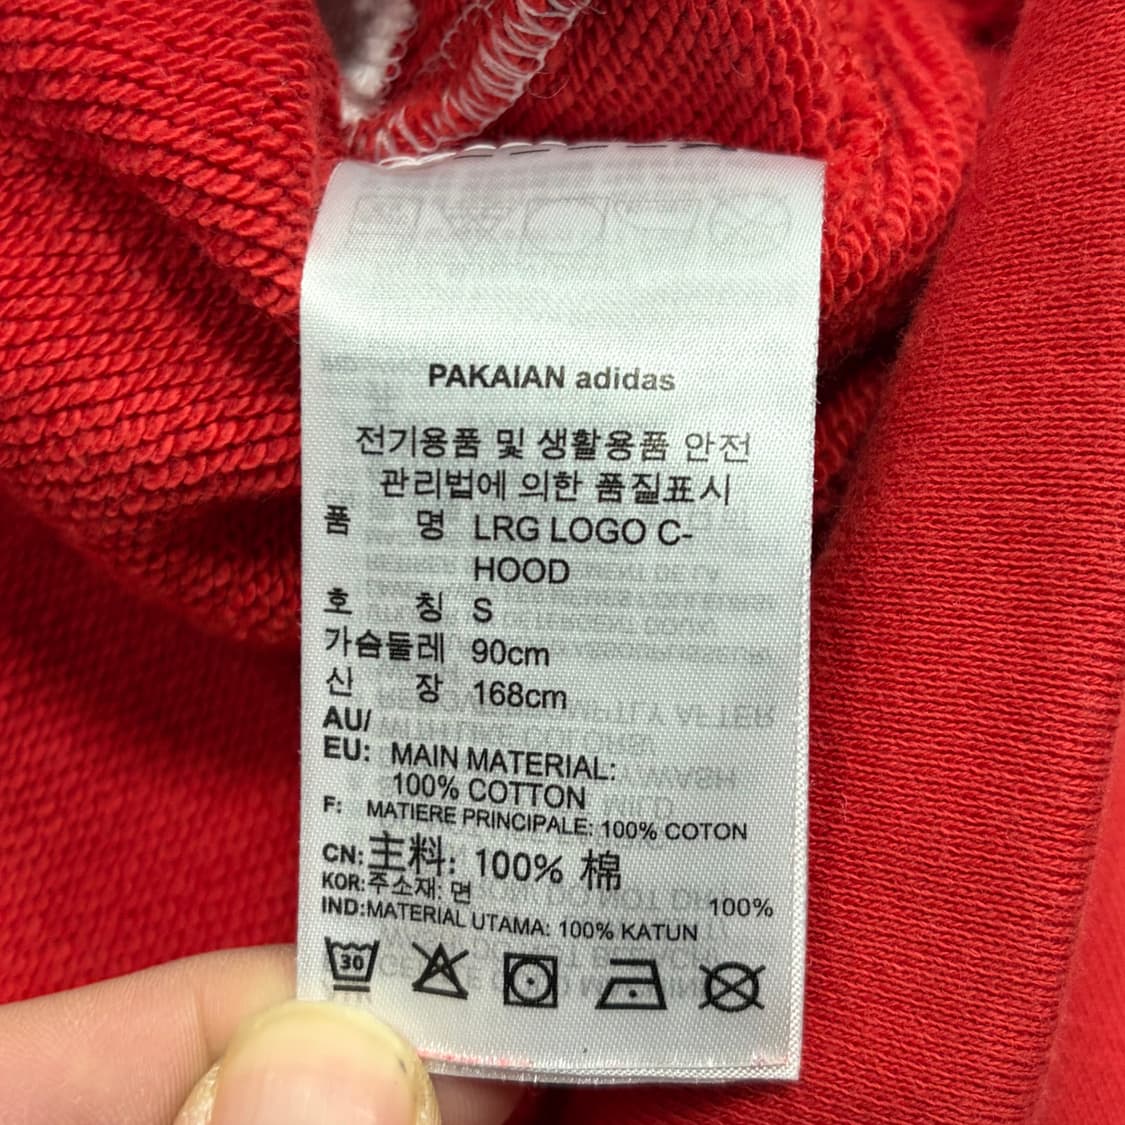 PAKAIAN adidas
전기용품 및 생활용품 안전
관리법에 의한 품질표시
품 명 LRG LOGO C-
HOOD
호 칭 S
가슴둘레 90cm
신 장 168cm
AU/
EU: MAIN MATERIAL:
100% COTTON
F: MATIERE PRINCIPALE: 100% COTON
CN:主料: 100% 棉
KOR:주소재: 면 100%
IND:MATERIAL UTAMA: 100% KATUN
30